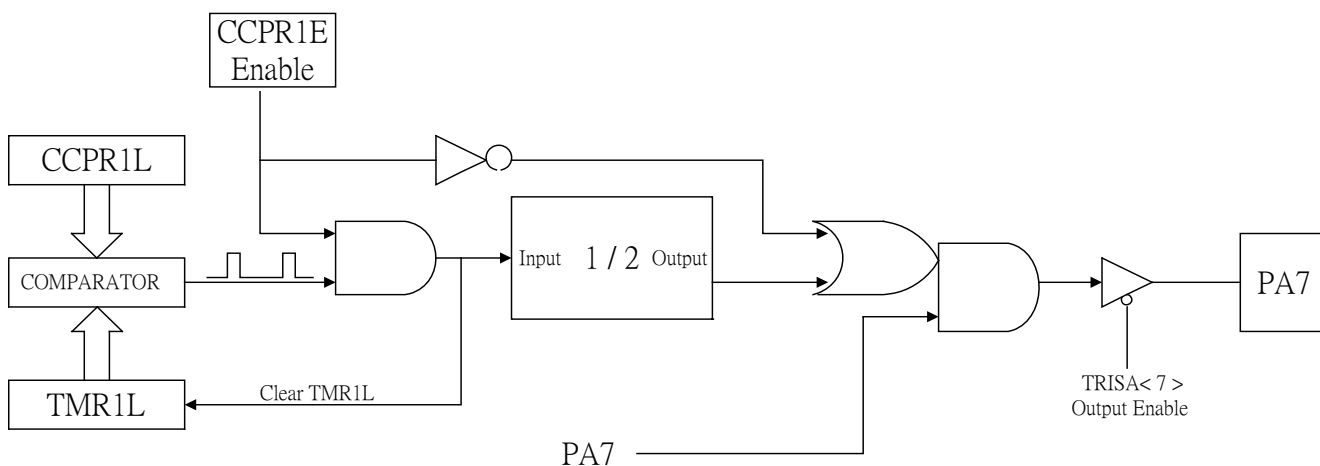 CCPR1E
Enable
CCPR1L
COMPARATOR
Input 1 / 2 Output
PA7
TMR1L
Clear TMR1L
TRISA< 7 >
Output Enable
PA7